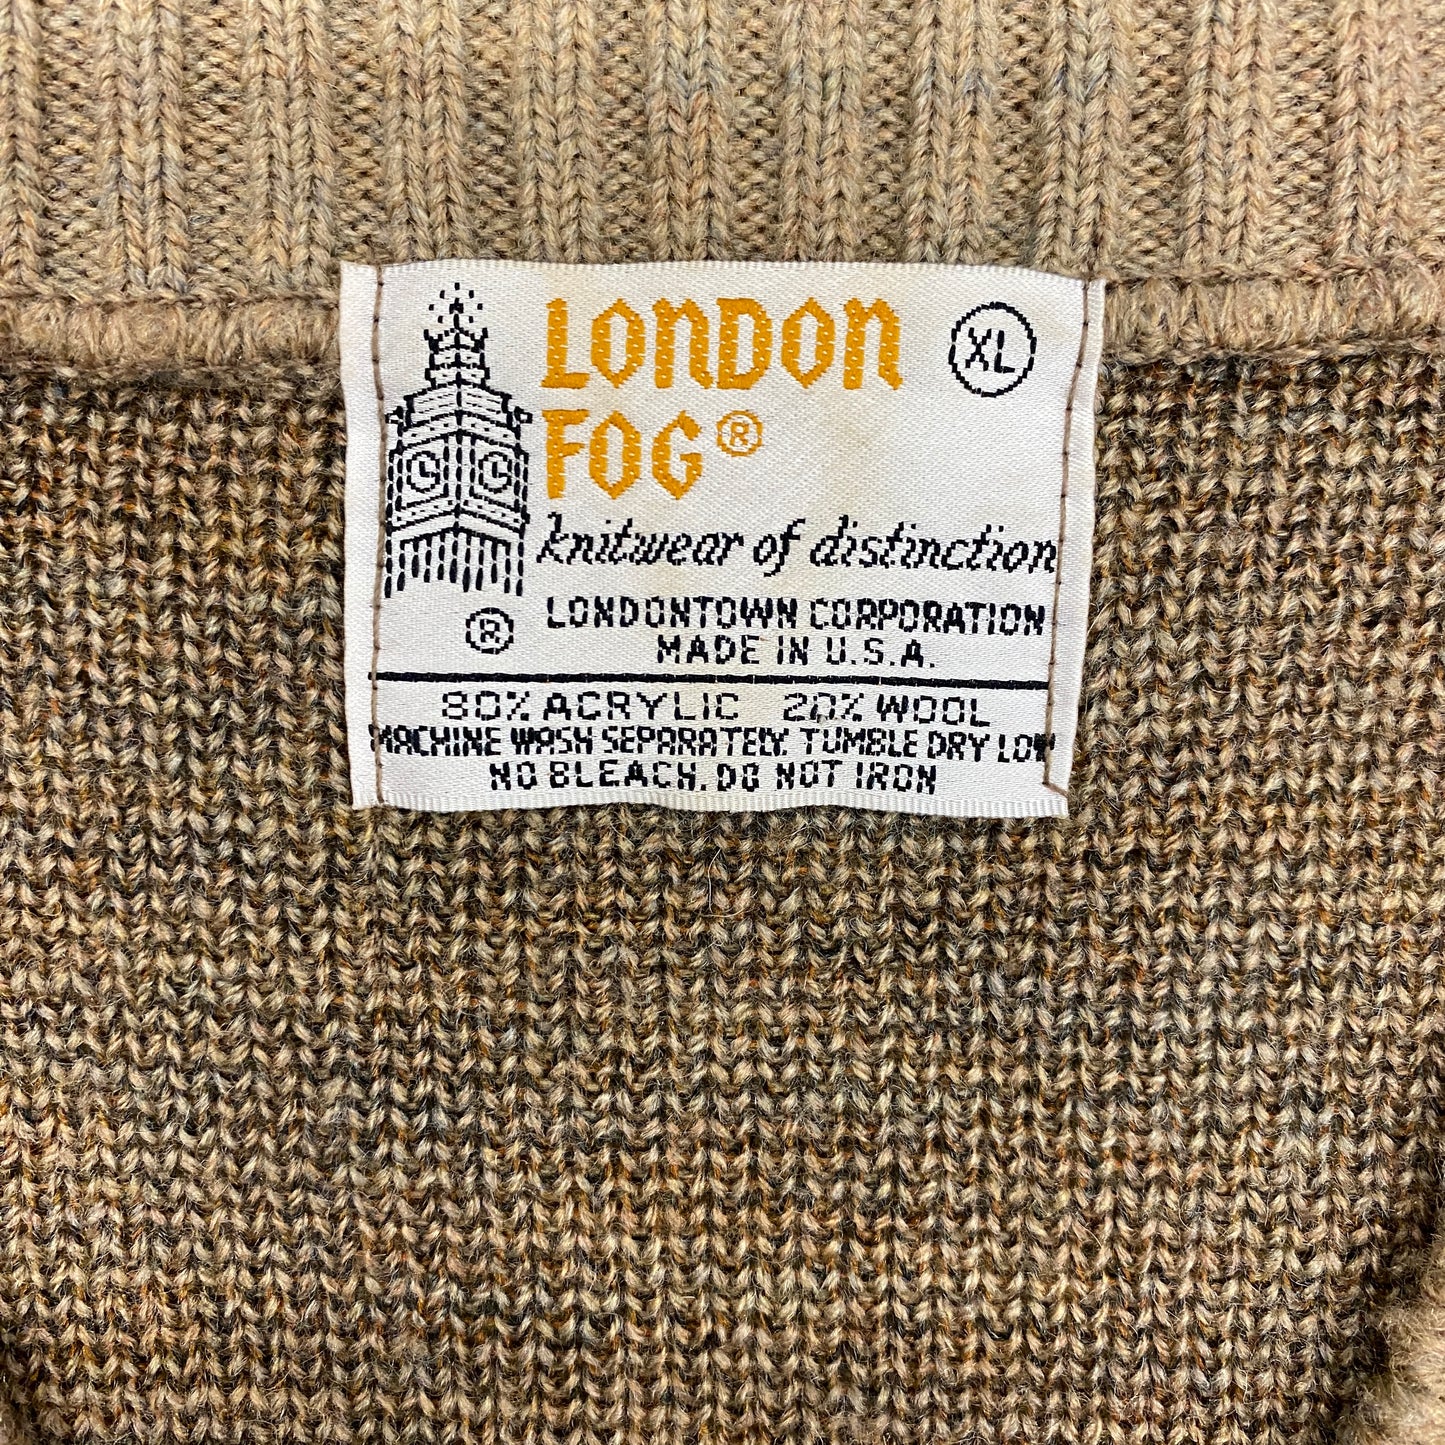 LONDON XL
FOG®
knitwear of distinction
LONDONTOWN CORPORATION
® MADE IN U.S.A.
80% ACRYLIC 20% WOOL
MACHINE WASH SEPARATELY. TUMBLE DRY LOW
NO BLEACH. DO NOT IRON